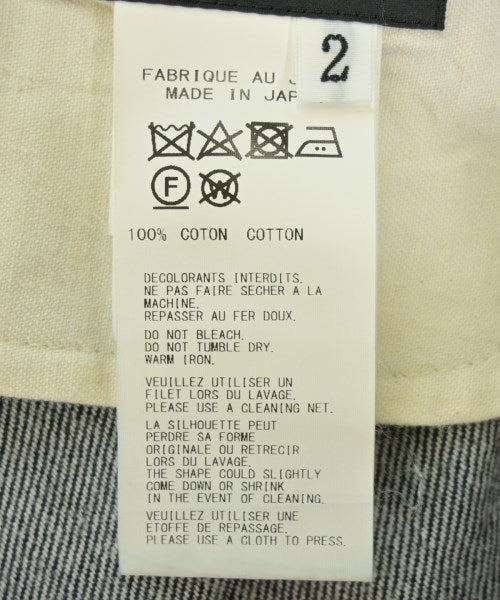 2
FABRIQUE AU
MADE IN
F
W
100% COTON COTTON
DECOLORANTS INTERDITS.
NE PAS FAIRE SECHER A LA
MACHINE.
REPASSER AU FER DOUX.
DO NOT BLEACH.
DO NOT TUMBLE DRY.
WARM IRON.
VEUILLEZ UTILISER UN
FILET LORS DU LAVAGE.
PLEASE USE A CLEANING NET.
LA SILHOUETTE PEUT
PERDRE SA FORME
ORIGINALE OU RETRECIR
LORS DU LAVAGE.
THE SHAPE COULD SLIGHTLY
COME DOWN OR SHRINK
IN THE EVENT OF CLEANING.
VEUILLEZ UTILISER UNE
ETOFFE DE REPASSAGE.
PLEASE USE A CLOTH TO PRESS.